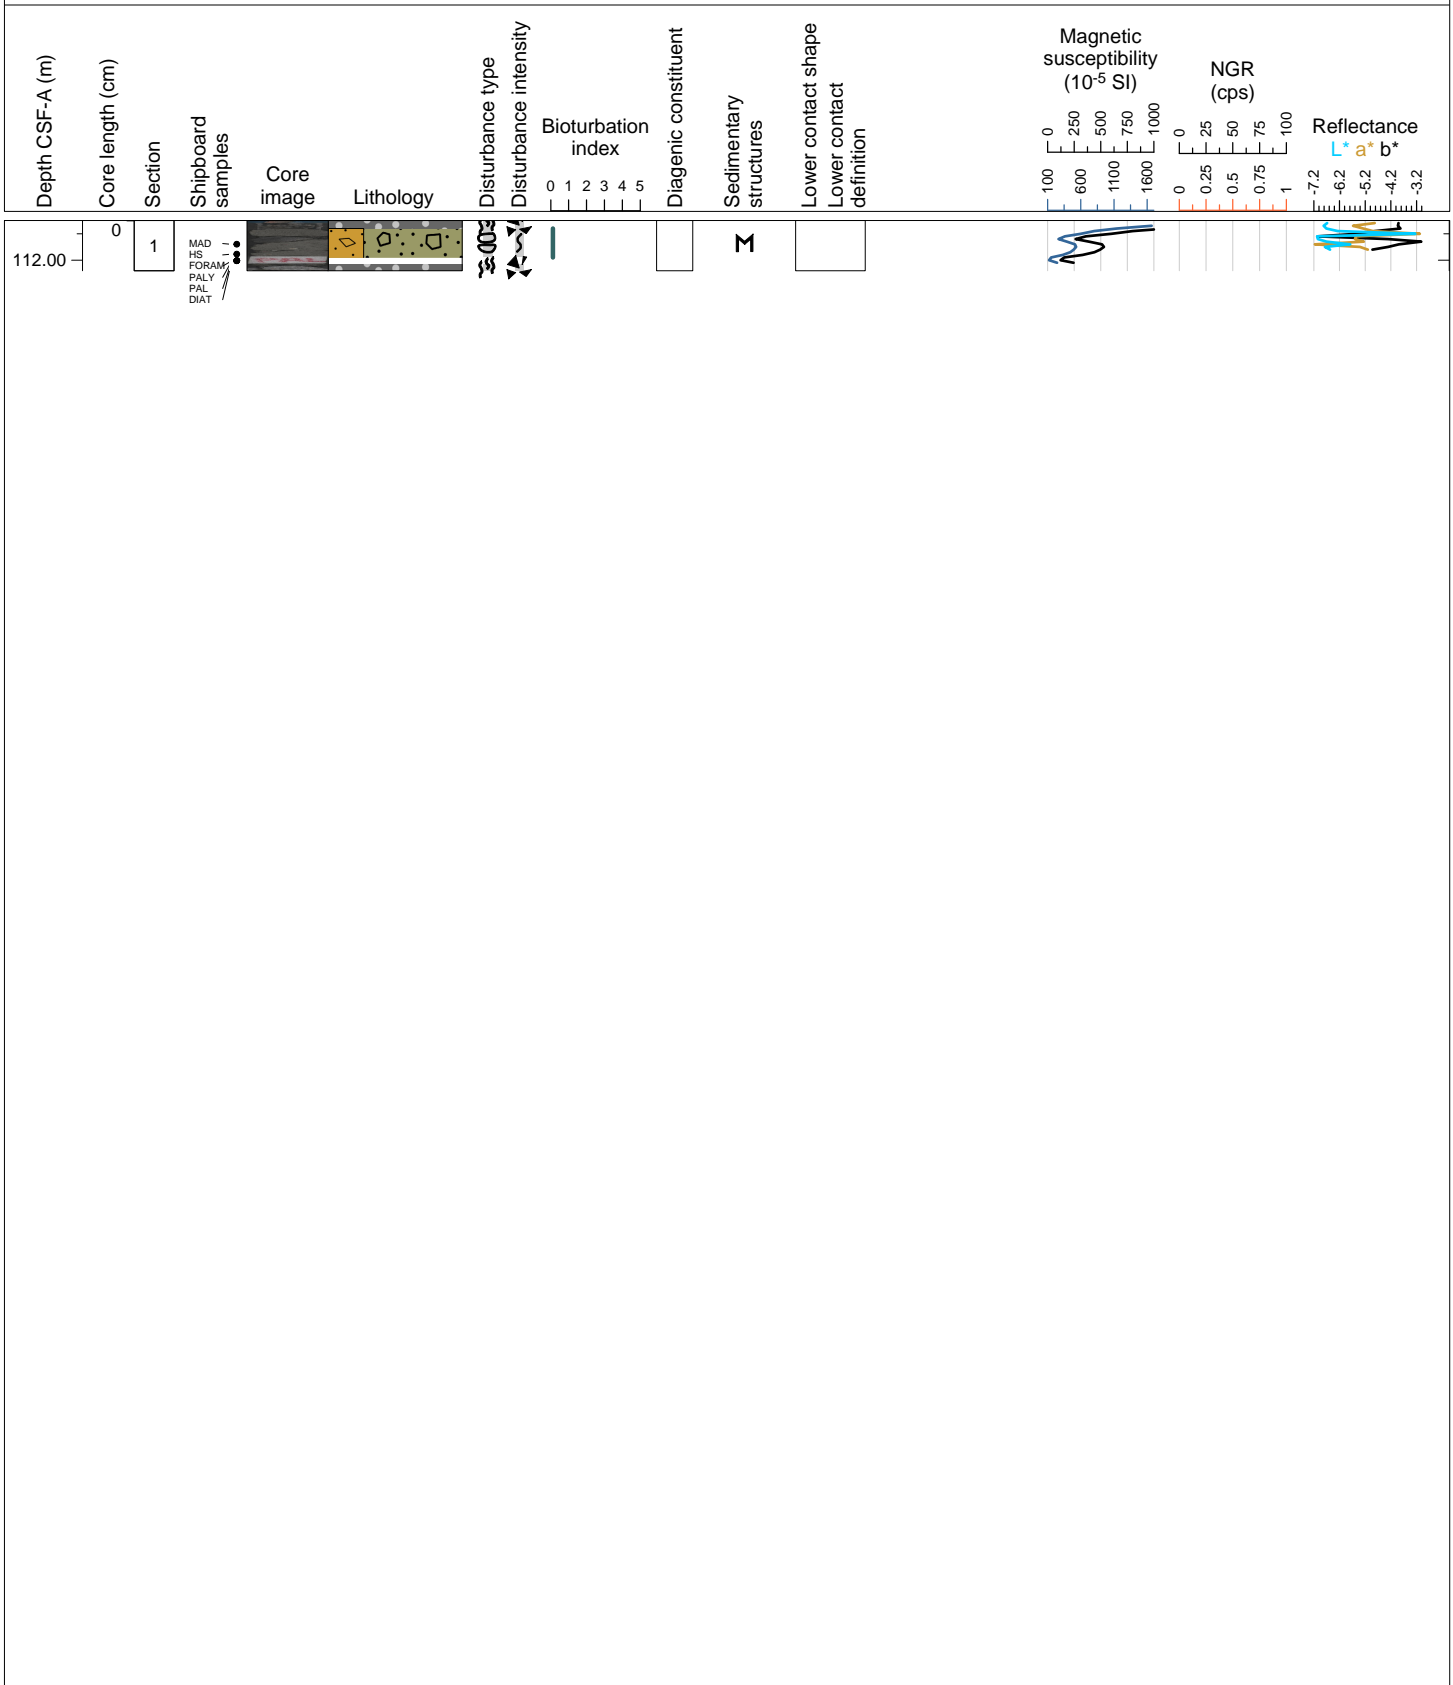 Depth CSF-A (m)
Core length (cm)
Section
Shipboard
samples
Core
image
Lithology
Disturbance type
Disturbance intensity
Bioturbation
index
0 1 2 3 4 5
Diagenic constituent
Sedimentary
structures
Lower contact shape
Lower contact
definition
Magnetic
susceptibility
(10-5 SI)
0 250 500 750 1000
100 600 1100 1600
NGR
(cps)
0 25 50 75 100
0 0.25 0.5 0.75 1
Reflectance
L* a* b*
-7.2 -6.2 -5.2 -4.2 -3.2
0
112.00
1
MAD
HS
FORAM
PALY
PAL
DIAT
M